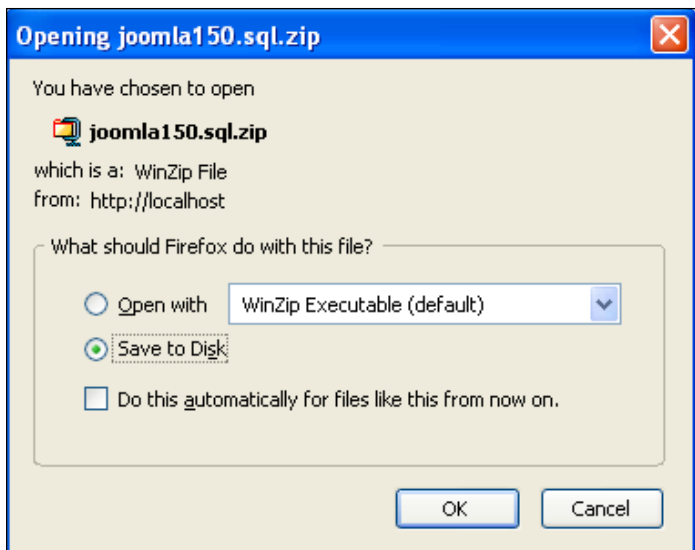 Opening joomla150.sql.zip
You have chosen to open
joomla150.sql.zip
which is a: WinZip File
from: http://localhost
What should Firefox do with this file?
Open with WinZip Executable (default)
Save to Disk
Do this automatically for files like this from now on.
OK Cancel